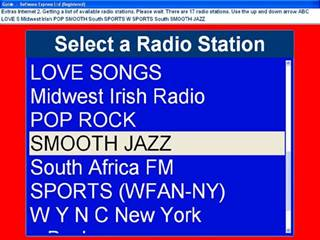 Guide - Software Express Ltd (Registered)
Extras Internet 2. Getting a list of available radio stations. Please wait. There are 17 radio stations. Use the up and down arrow ABC
LOVE S Midwest Irish POP SMOOTH South SPORTS W SPORTS South SMOOTH JAZZ
Select a Radio Station
LOVE SONGS
Midwest Irish Radio
POP ROCK
SMOOTH JAZZ
South Africa FM
SPORTS (WFAN-NY)
W Y N C New York